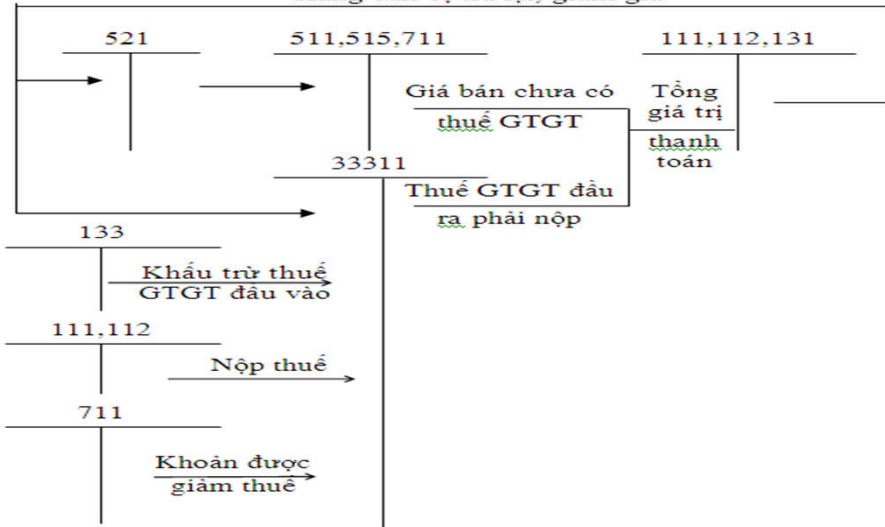 521
511,515,711
111,112,131
Giá bán chưa có
thuế GTGT
Tổng
giá trị
thanh
toán
33311
Thuế GTGT đầu
ra phải nộp
133
Khấu trừ thuế
GTGT đầu vào
111,112
Nộp thuế
711
Khoản được
giảm thuế